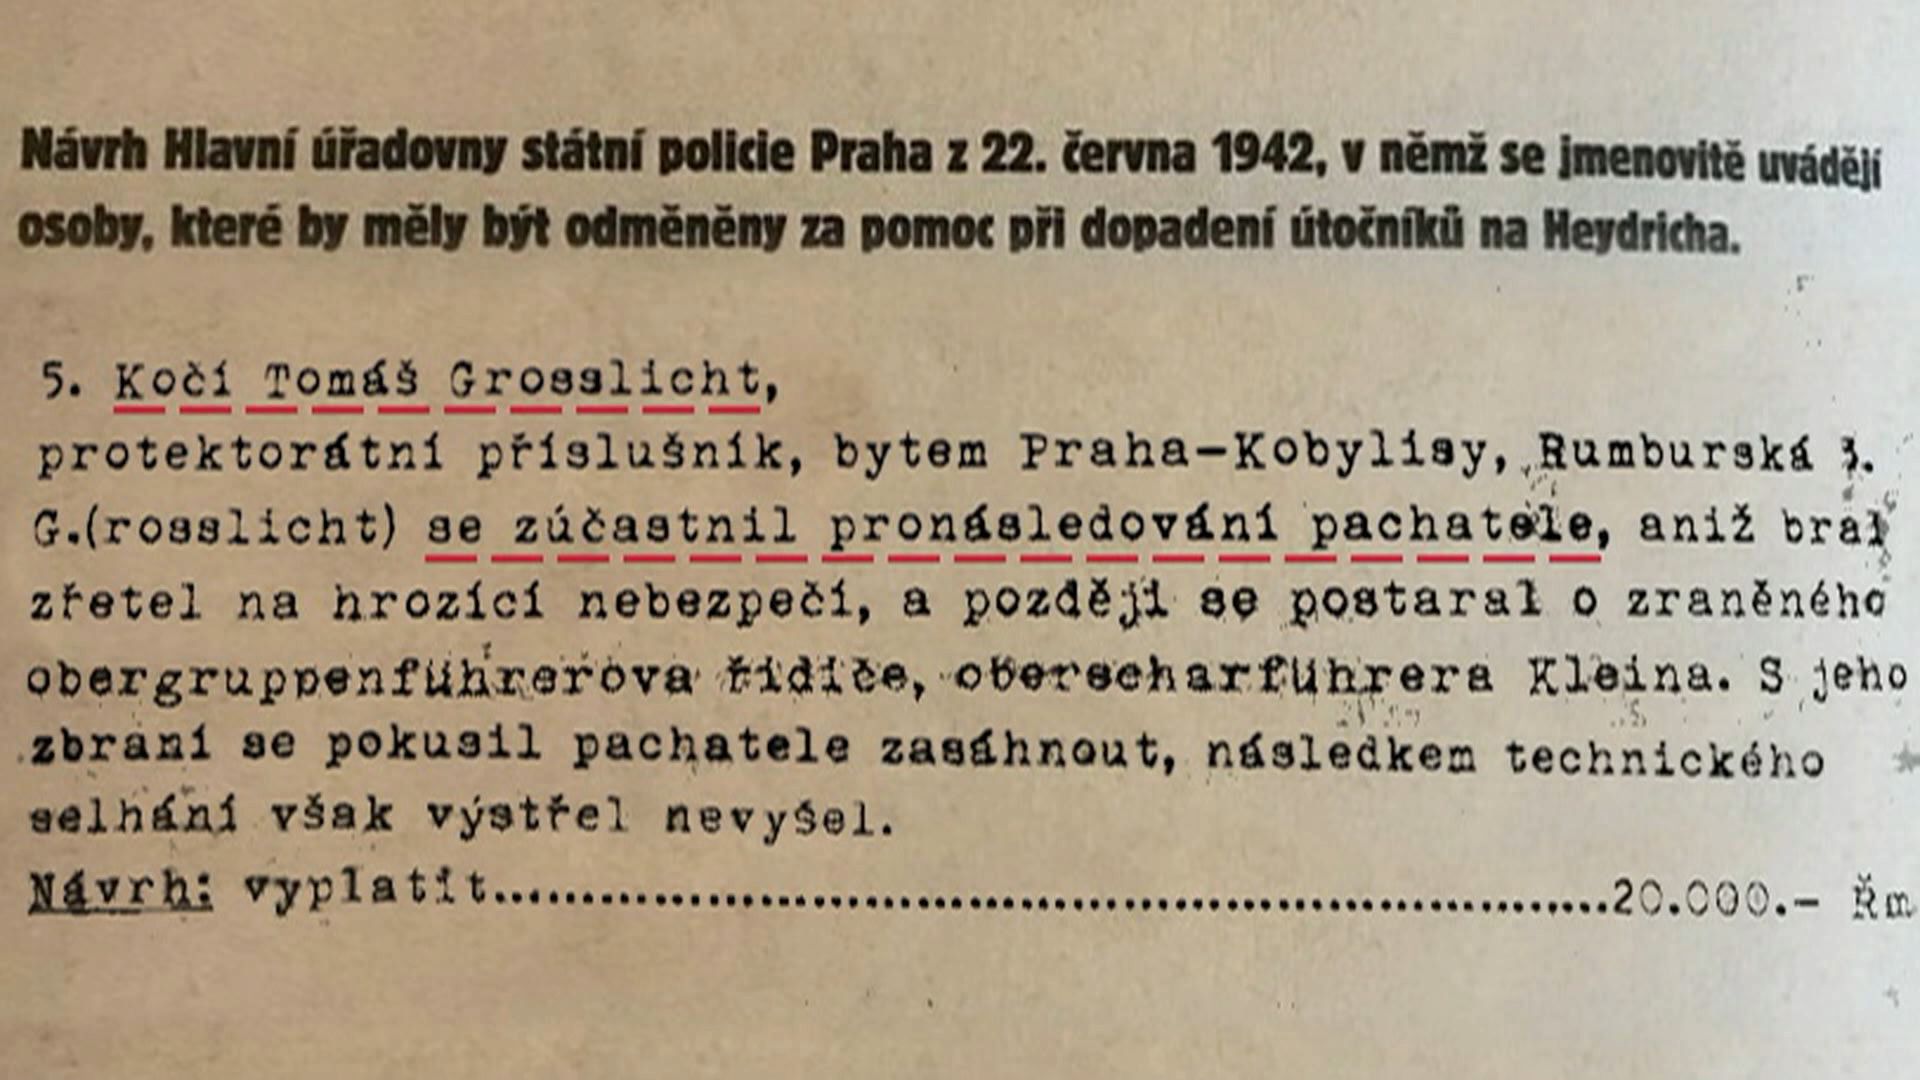 Návrh Hlavní úřadovny státní policie Praha z 22. června 1942, v němž se jmenovitě uvádějí
osoby, které by měly být odměněny za pomoc při dopadení útočníků na Heydricha.
5. Kočí Tomáš Grosslicht,
protektorátní příslušník, bytem Praha-Kobylisy, Rumburská 3.
G.(rosslicht) se zúčastnil pronásledování pachatele, aniž bral
zřetel na hrozící nebezpečí, a později se postaral o zraněného
obergruppenführerova řidiče, oberscharführera Kleina. S jeho
zbraní se pokusil pachatele zasáhnout, následkem technického
selhání však výstřel nevyšel.
Návrh: vyplatit......................................................................20.000.- Řm